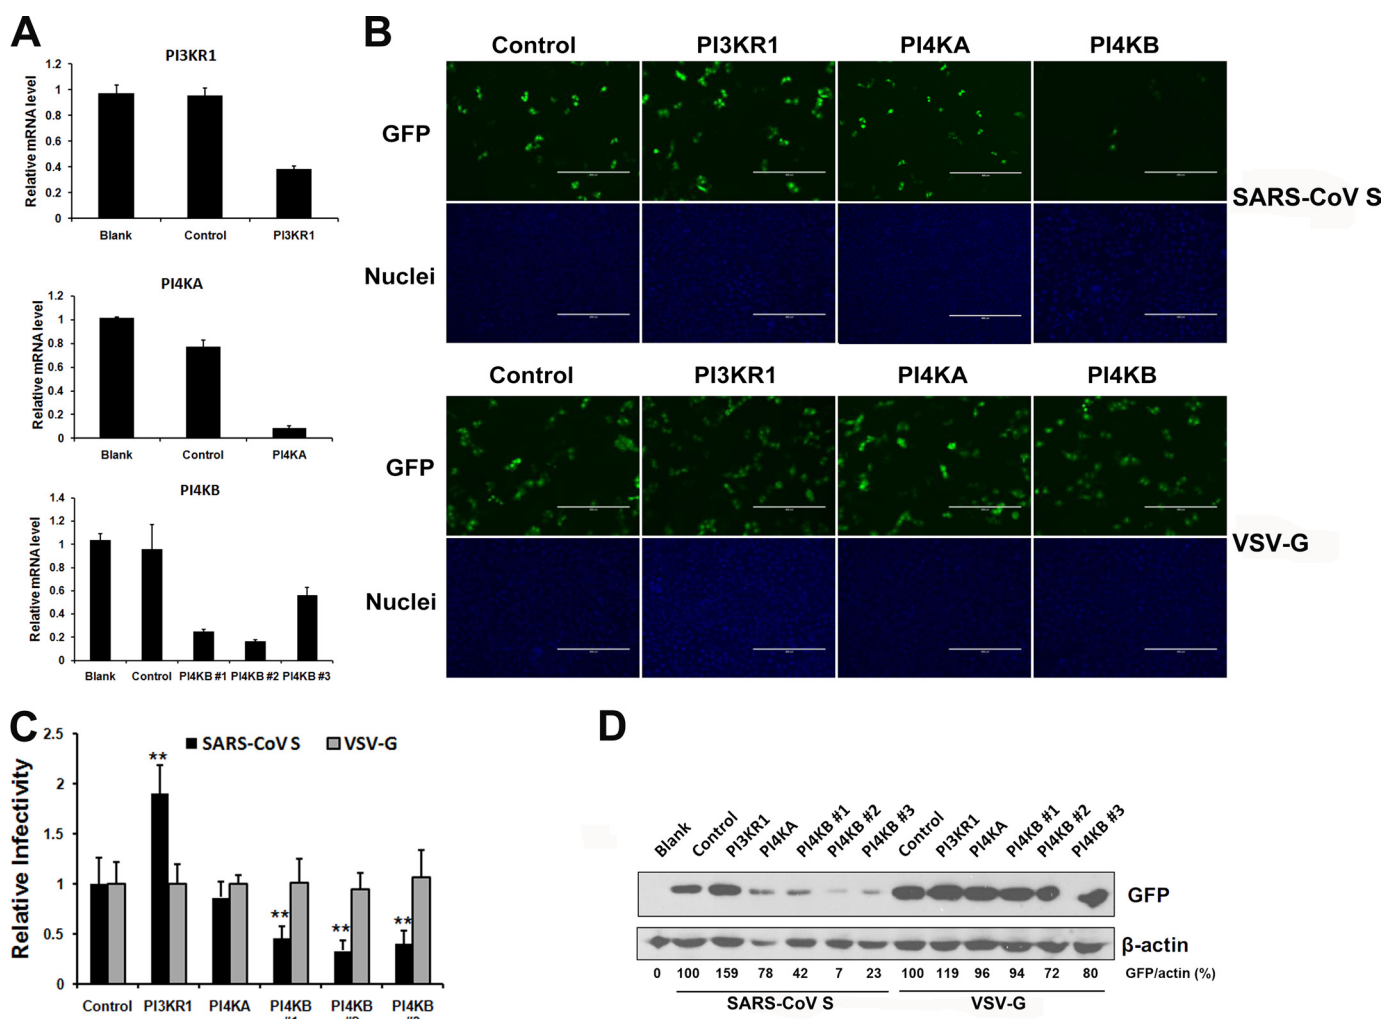 A
PI3KR1
Relative mRNA level
1.2
1
0.8
0.6
0.4
0.2
0
Blank Control PI3KR1
PI4KA
Relative mRNA level
1.2
1
0.8
0.6
0.4
0.2
0
Blank Control PI4KA
PI4KB
Relative mRNA level
1.4
1.2
1
0.8
0.6
0.4
0.2
0
Blank Control PI4KB #1 PI4KB #2 PI4KB #3
B
Control PI3KR1 PI4KA PI4KB
GFP
Nuclei
SARS-CoV S
Control PI3KR1 PI4KA PI4KB
GFP
Nuclei
VSV-G
C
Relative Infectivity
2.5
2
1.5
1
0.5
0
SARS-CoV S VSV-G
**
** ** **
Control PI3KR1 PI4KA PI4KB PI4KB PI4KB
D
Blank Control PI3KR1 PI4KA PI4KB #1 PI4KB #2 PI4KB #3 Control PI3KR1 PI4KA PI4KB #1 PI4KB #2 PI4KB #3
GFP
β-actin
0 100 159 78 42 7 23 100 119 96 94 72 80 GFP/actin (%)
SARS-CoV S VSV-G